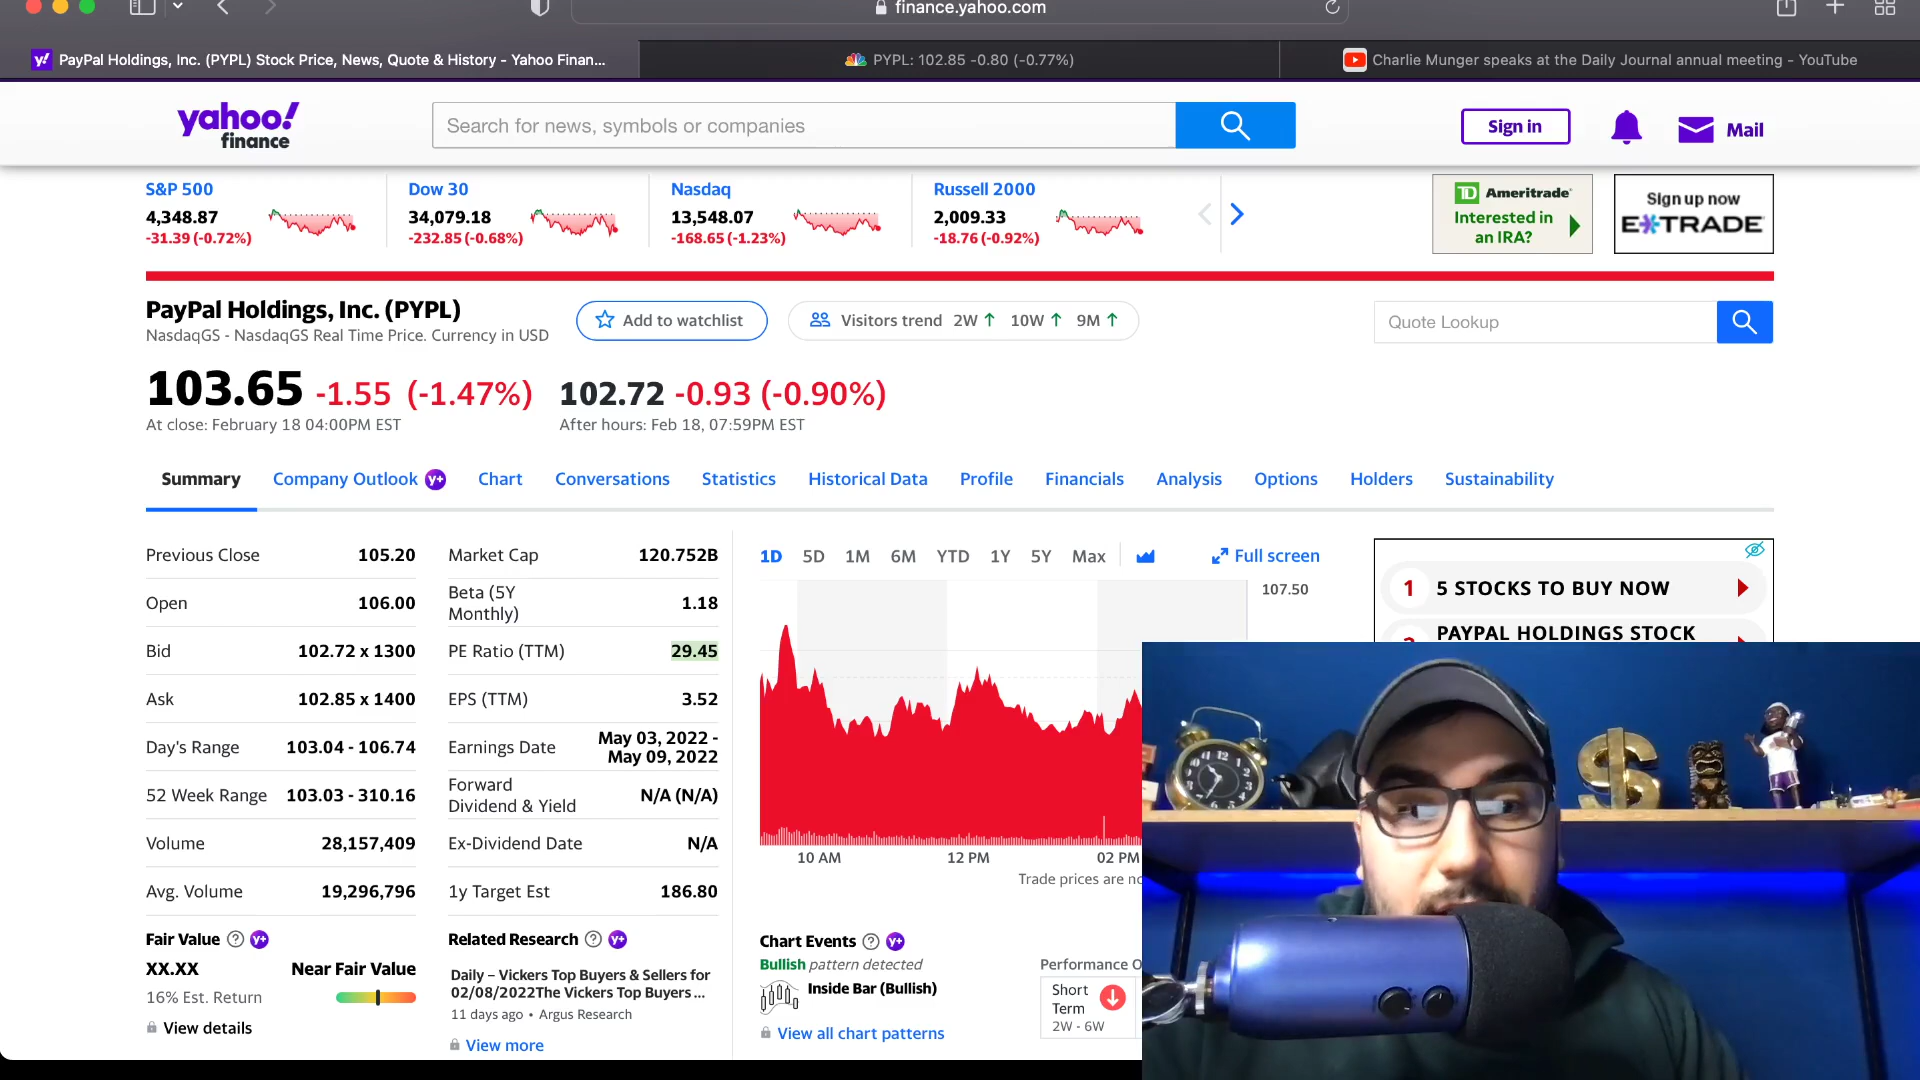 finance.yahoo.com
PayPal Holdings, Inc. (PYPL) Stock Price, News, Quote & History - Yahoo Finan...
PYPL: 102.85 -0.80 (-0.77%)
Charlie Munger speaks at the Daily Journal annual meeting - YouTube
yahoo!
finance
Search for news, symbols or companies
Sign in
Mail
S&P 500
4,348.87
-31.39 (-0.72%)
Dow 30
34,079.18
-232.85 (-0.68%)
Nasdaq
13,548.07
-168.65 (-1.23%)
Russell 2000
2,009.33
-18.76 (-0.92%)
TD Ameritrade
Interested in
an IRA?
Sign up now
E*TRADE
PayPal Holdings, Inc. (PYPL)
NasdaqGS - NasdaqGS Real Time Price. Currency in USD
Add to watchlist
Visitors trend 2W ↑ 10W ↑ 9M ↑
Quote Lookup
103.65 -1.55 (-1.47%)
At close: February 18 04:00PM EST
102.72 -0.93 (-0.90%)
After hours: Feb 18, 07:59PM EST
Summary
Company Outlook y+
Chart
Conversations
Statistics
Historical Data
Profile
Financials
Analysis
Options
Holders
Sustainability
Previous Close 105.20
Open 106.00
Bid 102.72 x 1300
Ask 102.85 x 1400
Day's Range 103.04 - 106.74
52 Week Range 103.03 - 310.16
Volume 28,157,409
Avg. Volume 19,296,796
Market Cap 120.752B
Beta (5Y
Monthly) 1.18
PE Ratio (TTM) 29.45
EPS (TTM) 3.52
Earnings Date May 03, 2022 -
May 09, 2022
Forward
Dividend & Yield N/A (N/A)
Ex-Dividend Date N/A
1y Target Est 186.80
1D 5D 1M 6M YTD 1Y 5Y Max
Full screen
107.50
10 AM 12 PM 02 PM
Trade prices are no
1 5 STOCKS TO BUY NOW
PAYPAL HOLDINGS STOCK
Fair Value ? y+
XX.XX Near Fair Value
16% Est. Return
View details
Related Research ? y+
Daily – Vickers Top Buyers & Sellers for
02/08/2022The Vickers Top Buyers ...
11 days ago • Argus Research
View more
Chart Events ? y+
Bullish pattern detected
Inside Bar (Bullish)
View all chart patterns
Performance O
Short
Term
2W - 6W